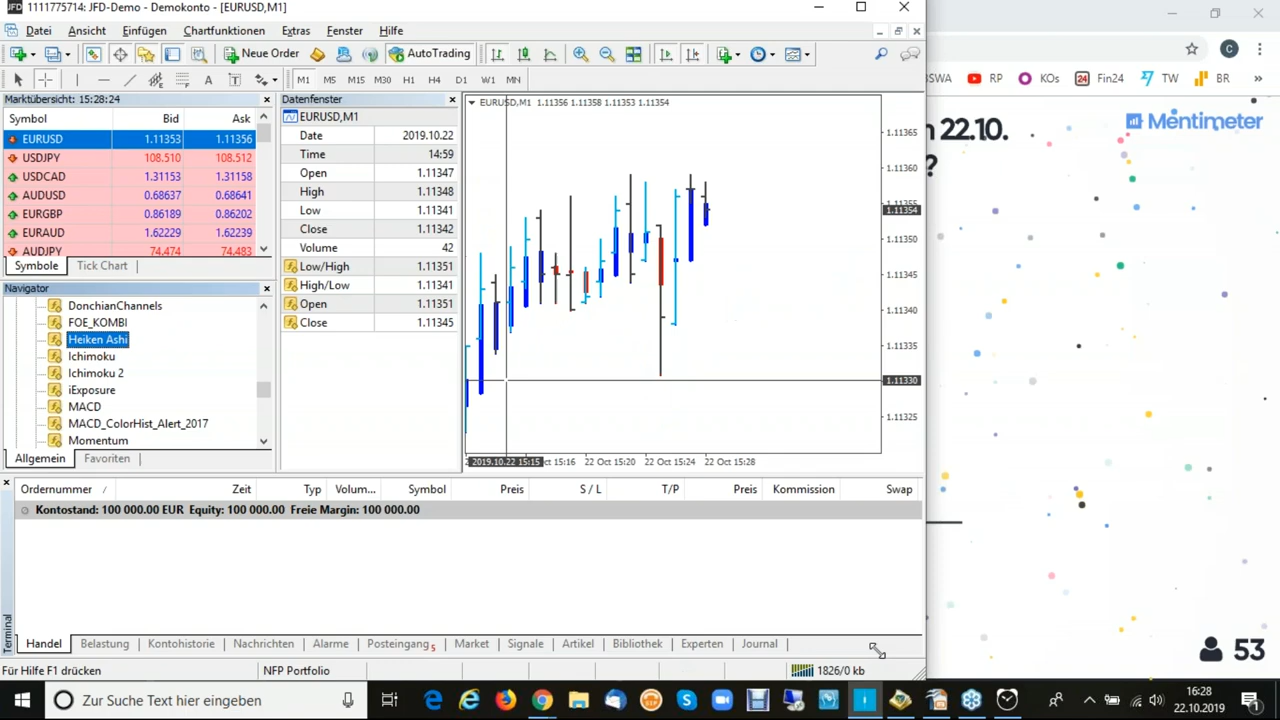 1111775714: JFD-Demo - Demokonto - [EURUSD,M1]
Datei Ansicht Einfügen Chartfunktionen Extras Fenster Hilfe
New Order AutoTrading
A T M1 M5 M15 M30 H1 H4 D1 W1 MN
Marktübersicht: 15:28:24
Symbol Bid Ask
EURUSD 1.11353 1.11356
USDJPY 108.510 108.512
USDCAD 1.31153 1.31158
AUDUSD 0.68637 0.68641
EURGBP 0.86189 0.86202
EURAUD 1.62229 1.62239
AUDJPY 74.474 74.483
Symbole Tick Chart
Navigator
DonchianChannels
FOE_KOMBI
Heiken Ashi
Ichimoku
Ichimoku 2
iExposure
MACD
MACD_ColorHist_Alert_2017
Momentum
Allgemein Favoriten
Datenfenster
EURUSD,M1
Date 2019.10.22
Time 14:59
Open 1.11347
High 1.11348
Low 1.11341
Close 1.11342
Volume 42
Low/High 1.11351
High/Low 1.11341
Open 1.11351
Close 1.11345
EURUSD,M1 1.11356 1.11358 1.11353 1.11354
1.11365
1.11360
1.11354
1.11350
1.11345
1.11340
1.11335
1.11330
1.11325
2019.10.22 15:15 ct 15:16 22 Oct 15:20 22 Oct 15:24 22 Oct 15:28
Ordernummer / Zeit Typ Volum... Symbol Preis S / L T/P Preis Kommission Swap
Kontostand: 100 000.00 EUR Equity: 100 000.00 Freie Margin: 100 000.00
Terminal
Handel Belastung Kontohistorie Nachrichten Alarme Posteingang 5 Market Signale Artikel Bibliothek Experten Journal
Für Hilfe F1 drücken NFP Portfolio 1826/0 kb
C
BSWA RP KOs 24 Fin24 TW BR »
n 22.10.
?
Mentimeter
53
Zur Suche Text hier eingeben
16:28
22.10.2019
1